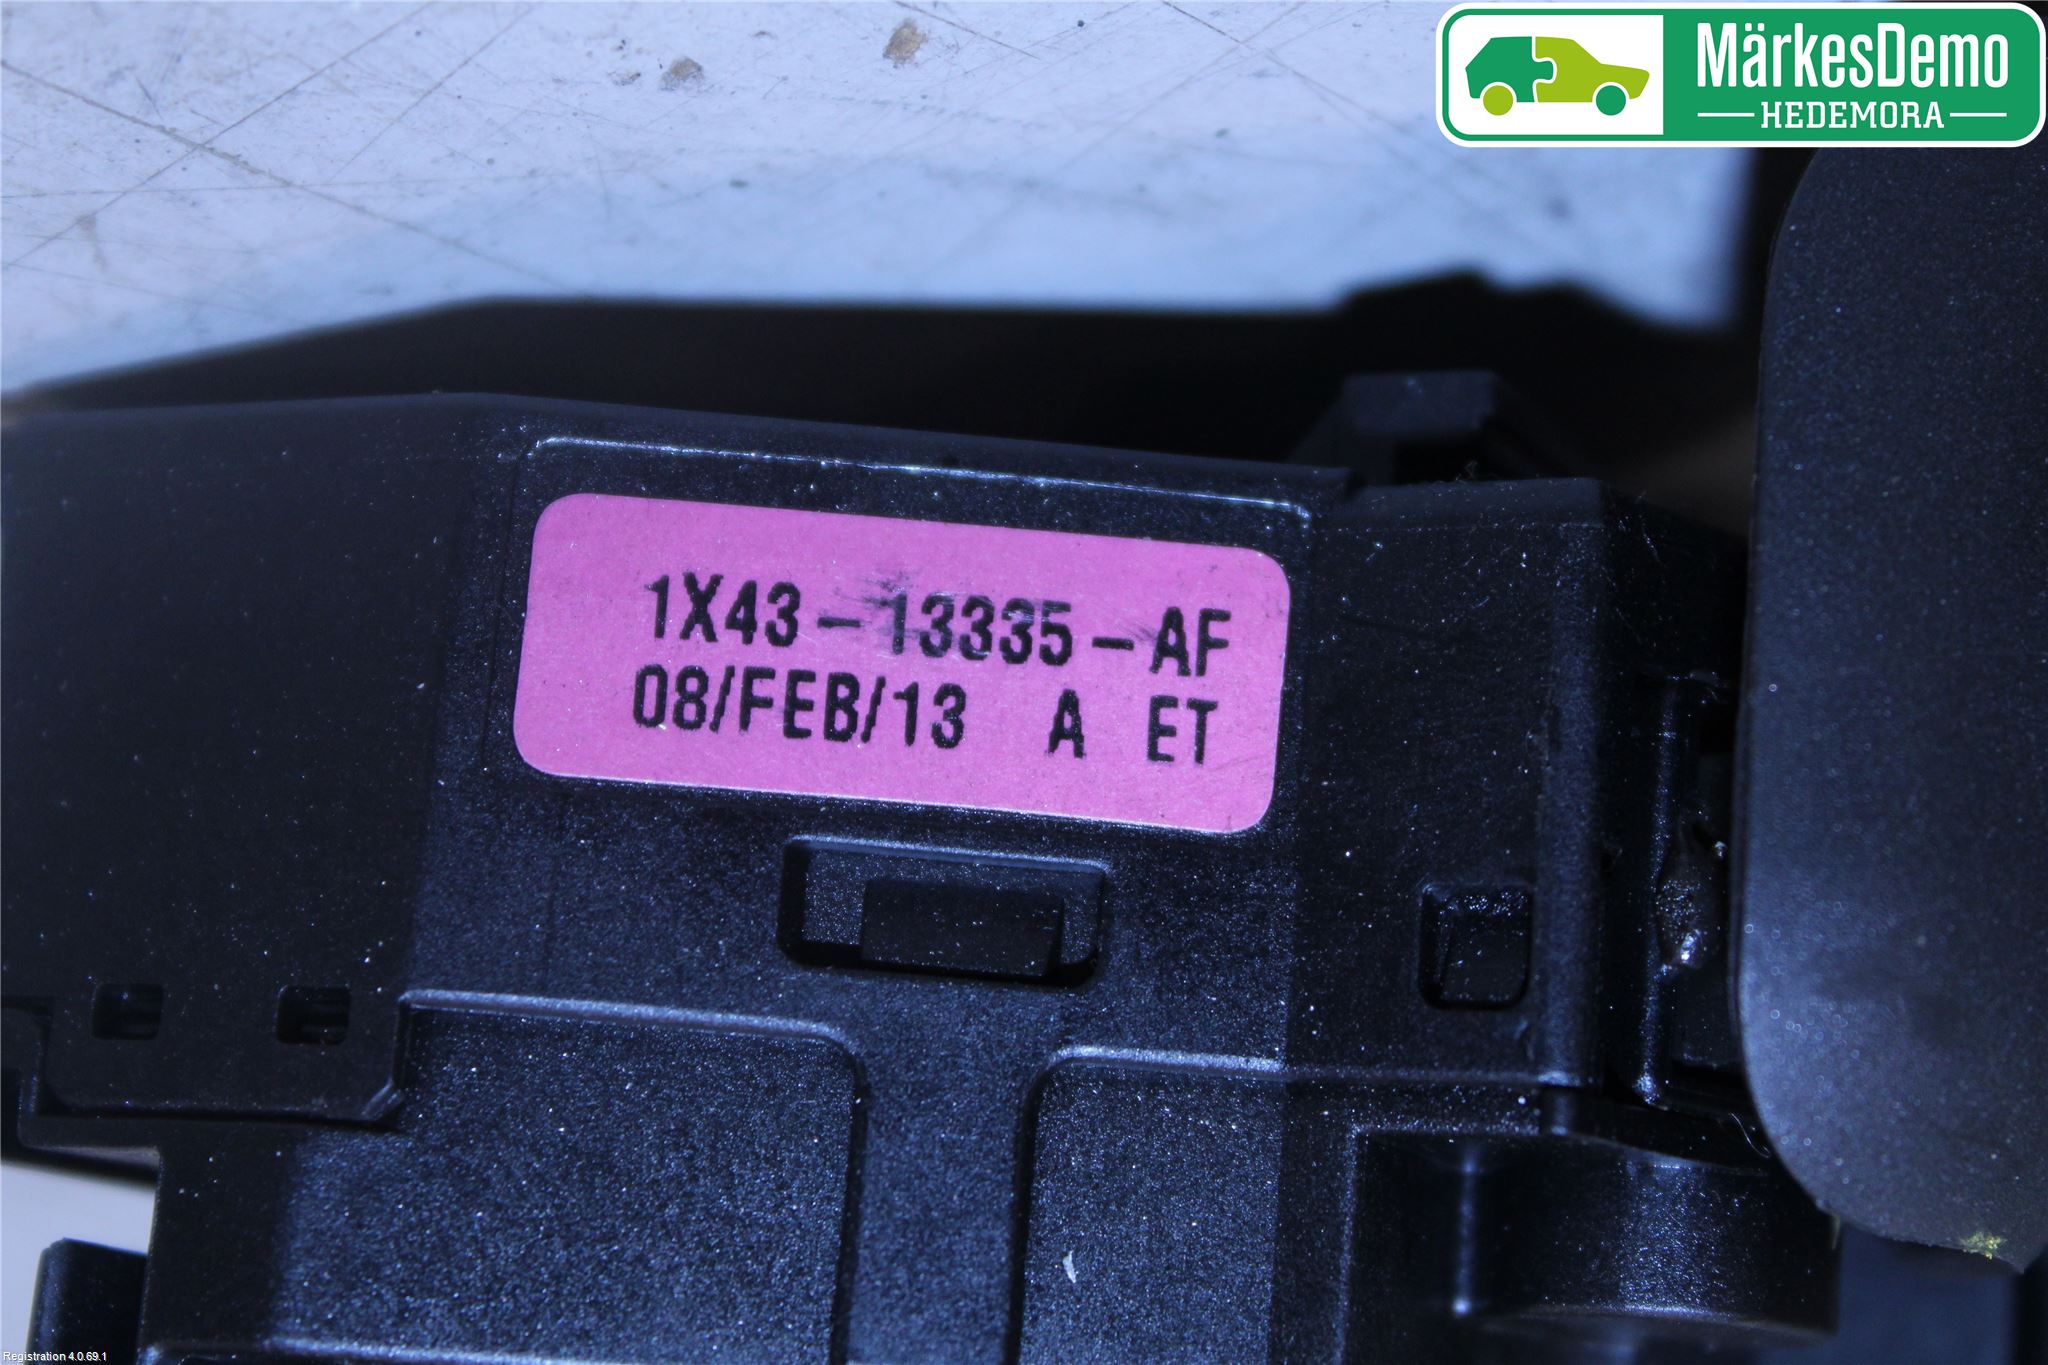 MärkesDemo
HEDEMORA
1X43-13335-AF
08/FEB/13 A ET
Registration 4.0.69.1